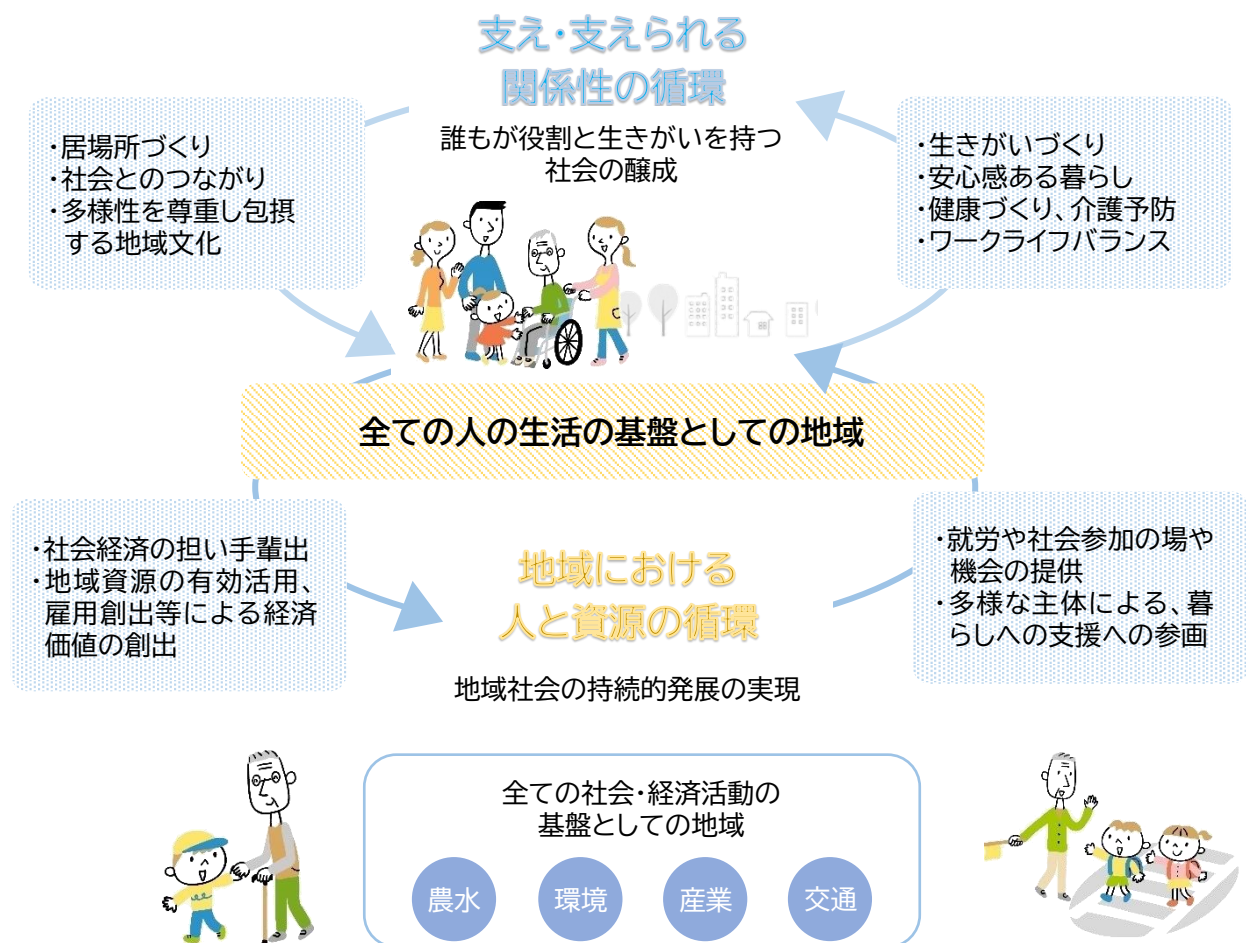 支え・支えられる
関係性の循環
誰もが役割と生きがいを持つ
社会の醸成
・居場所づくり
・社会とのつながり
・多様性を尊重し包摂
する地域文化
・生きがいづくり
・安心感ある暮らし
・健康づくり、介護予防
・ワークライフバランス
全ての人の生活の基盤としての地域
・社会経済の担い手輩出
・地域資源の有効活用、
雇用創出等による経済
価値の創出
地域における
人と資源の循環
地域社会の持続的発展の実現
・就労や社会参加の場や
機会の提供
・多様な主体による、暮
らしへの支援への参画
全ての社会・経済活動の
基盤としての地域
農水
環境
産業
交通